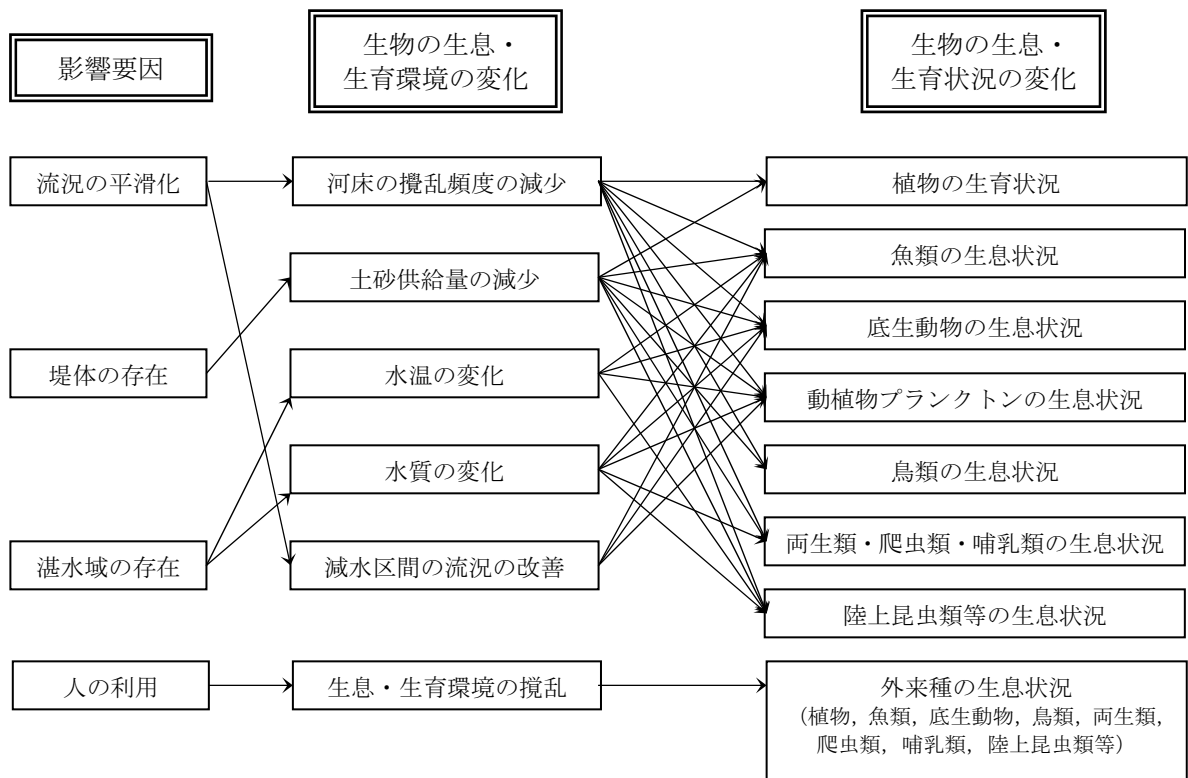 影響要因
生物の生息・
生育環境の変化
生物の生息・
生育状況の変化
流況の平滑化
河床の攪乱頻度の減少
植物の生育状況
魚類の生息状況
土砂供給量の減少
底生動物の生息状況
堤体の存在
水温の変化
動植物プランクトンの生息状況
水質の変化
鳥類の生息状況
湛水域の存在
減水区間の流況の改善
両生類・爬虫類・哺乳類の生息状況
陸上昆虫類等の生息状況
人の利用
生息・生育環境の撹乱
外来種の生息状況
（植物, 魚類, 底生動物, 鳥類, 両生類,
爬虫類, 哺乳類, 陸上昆虫類等）